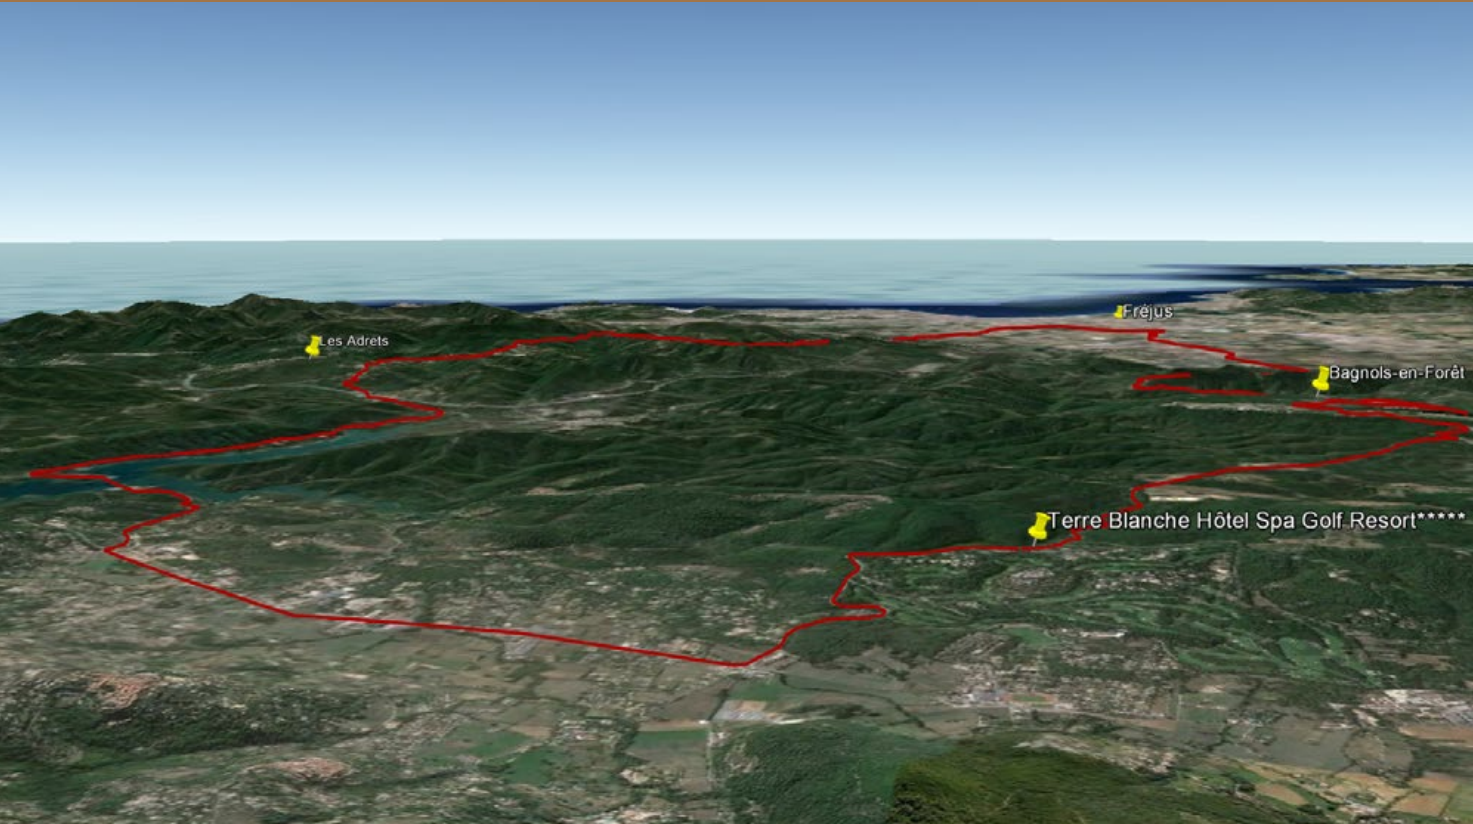 Fréjus
Les Adrets
Bagnols-en-Forêt
Terre Blanche Hôtel Spa Golf Resort*****